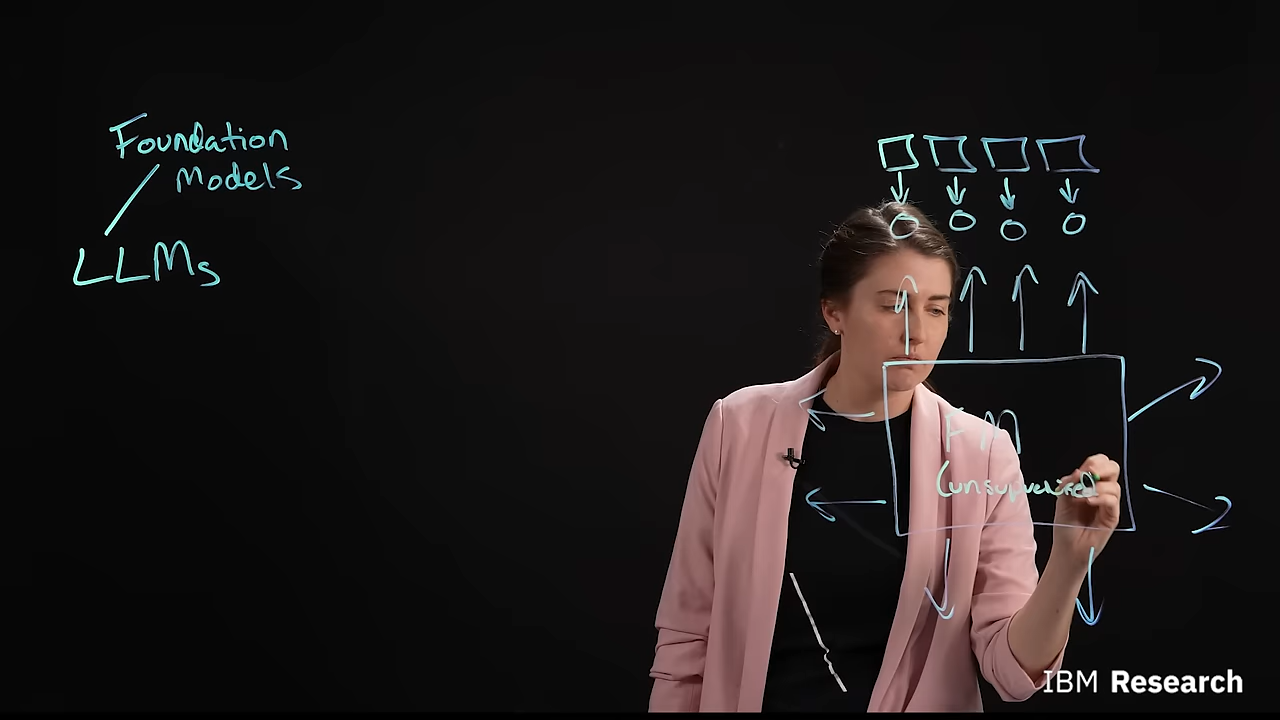 Foundation
Models
LLMs
FM
(unsupervised)
IBM Research